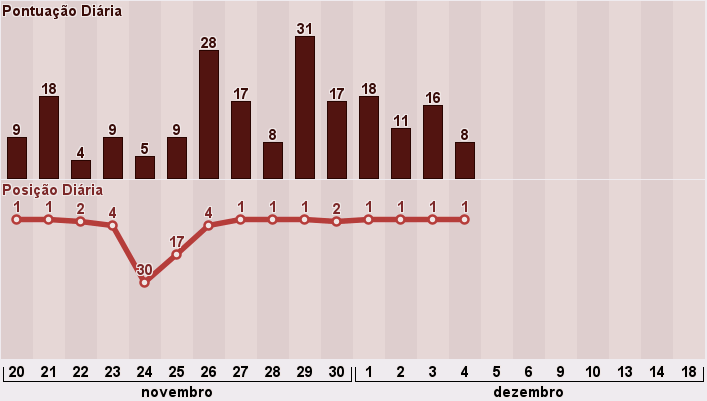 Pontuação Diária
9 18 4 9 5 9 28 17 8 31 17 18 11 16 8
Posição Diária
1 1 2 4 30 17 4 1 1 1 2 1 1 1 1
20 21 22 23 24 25 26 27 28 29 30 1 2 3 4 5 6 9 10 13 14 18
novembro dezembro